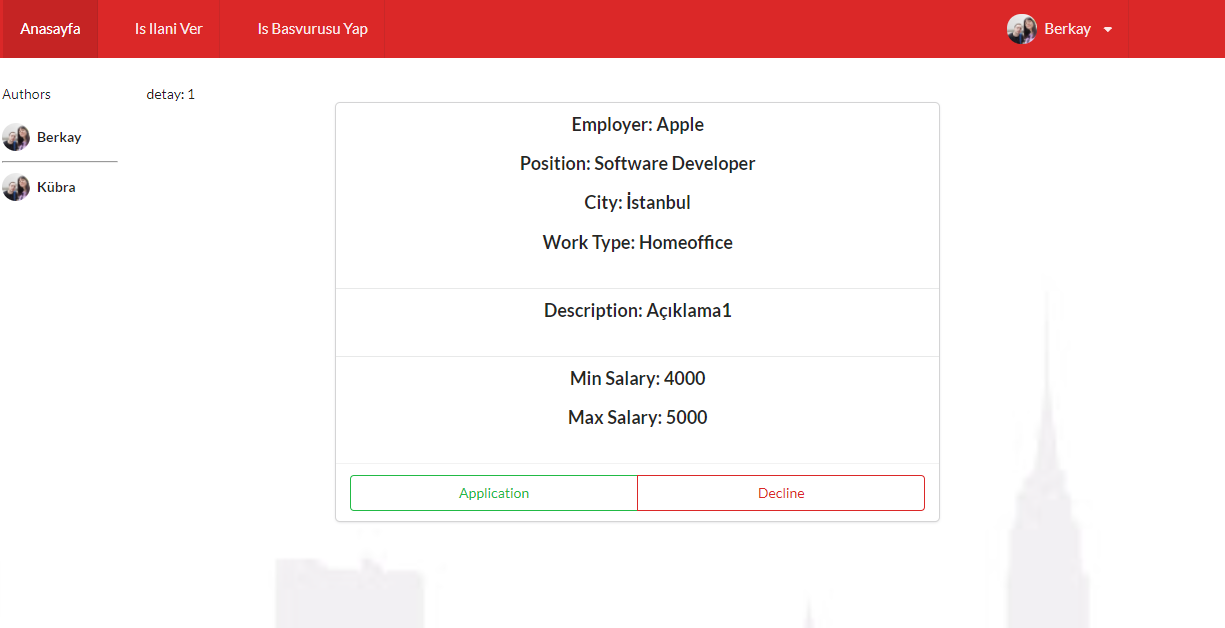 Anasayfa
Is Ilani Ver
Is Basvurusu Yap
Berkay
Authors
Berkay
Kübra
detay: 1
Employer: Apple
Position: Software Developer
City: İstanbul
Work Type: Homeoffice
Description: Açıklama1
Min Salary: 4000
Max Salary: 5000
Application
Decline